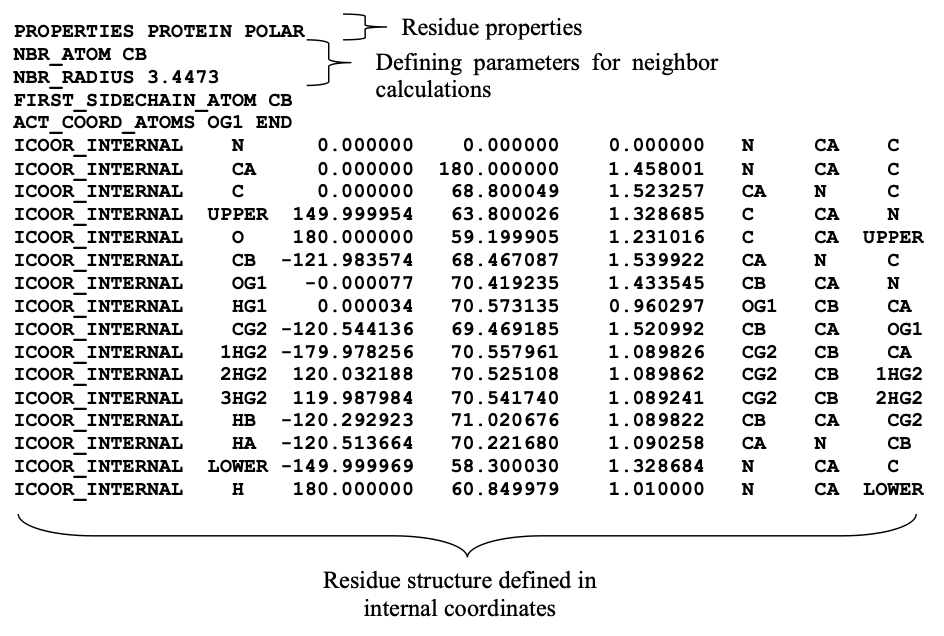 PROPERTIES PROTEIN POLAR
Residue properties
NBR_ATOM CB
NBR_RADIUS 3.4473
Defining parameters for neighbor
calculations
FIRST_SIDECHAIN_ATOM CB
ACT_COORD_ATOMS OG1 END
ICOOR_INTERNAL N 0.000000 0.000000 0.000000 N CA C
ICOOR_INTERNAL CA 0.000000 180.000000 1.458001 N CA C
ICOOR_INTERNAL C 0.000000 68.800049 1.523257 CA N C
ICOOR_INTERNAL UPPER 149.999954 63.800026 1.328685 C CA N
ICOOR_INTERNAL O 180.000000 59.199905 1.231016 C CA UPPER
ICOOR_INTERNAL CB -121.983574 68.467087 1.539922 CA N C
ICOOR_INTERNAL OG1 -0.000077 70.419235 1.433545 CB CA N
ICOOR_INTERNAL HG1 0.000034 70.573135 0.960297 OG1 CB CA
ICOOR_INTERNAL CG2 -120.544136 69.469185 1.520992 CB CA OG1
ICOOR_INTERNAL 1HG2 -179.978256 70.557961 1.089826 CG2 CB CA
ICOOR_INTERNAL 2HG2 120.032188 70.525108 1.089862 CG2 CB 1HG2
ICOOR_INTERNAL 3HG2 119.987984 70.541740 1.089241 CG2 CB 2HG2
ICOOR_INTERNAL HB -120.292923 71.020676 1.089822 CB CA CG2
ICOOR_INTERNAL HA -120.513664 70.221680 1.090258 CA N CB
ICOOR_INTERNAL LOWER -149.999969 58.300030 1.328684 N CA C
ICOOR_INTERNAL H 180.000000 60.849979 1.010000 N CA LOWER
Residue structure defined in
internal coordinates